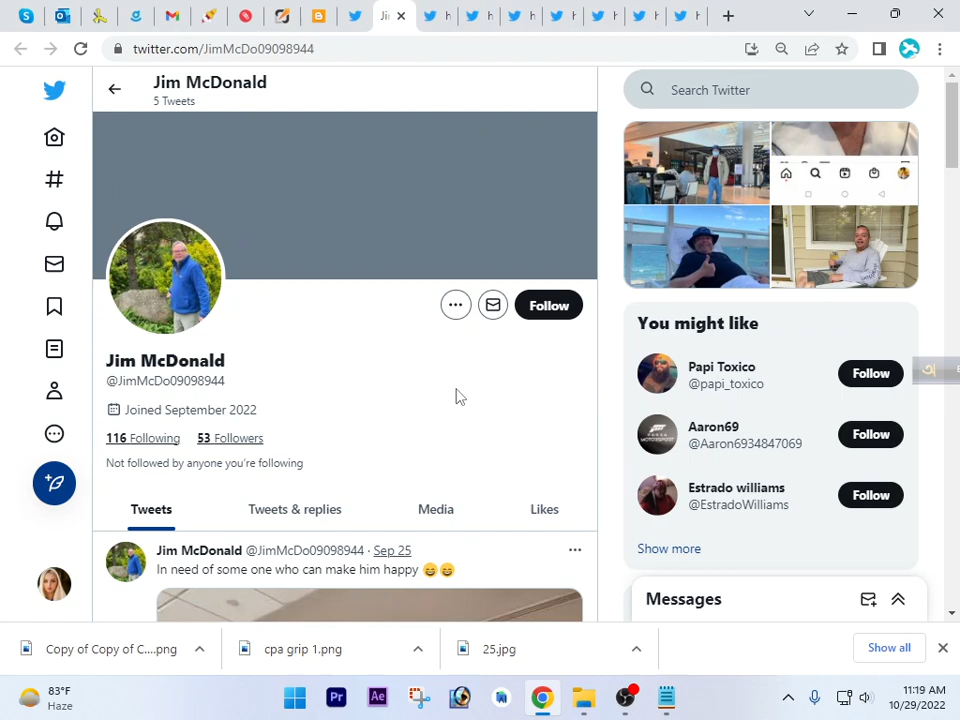 Ji
h
h
h
h
h
h
h
twitter.com/JimMcDo09098944
Jim McDonald
5 Tweets
Search Twitter
Follow
Jim McDonald
@JimMcDo09098944
Joined September 2022
116 Following 53 Followers
Not followed by anyone you're following
Tweets Tweets & replies Media Likes
Jim McDonald @JimMcDo09098944 · Sep 25
In need of some one who can make him happy 😄😄
You might like
Papi Toxico
@papi_toxico
Follow
Aaron69
@Aaron6934847069
Follow
Estrado williams
@EstradoWilliams
Follow
Show more
Messages
Copy of Copy of C....png
cpa grip 1.png
25.jpg
Show all
83°F
Haze
Pr
Ae
11:19 AM
10/29/2022